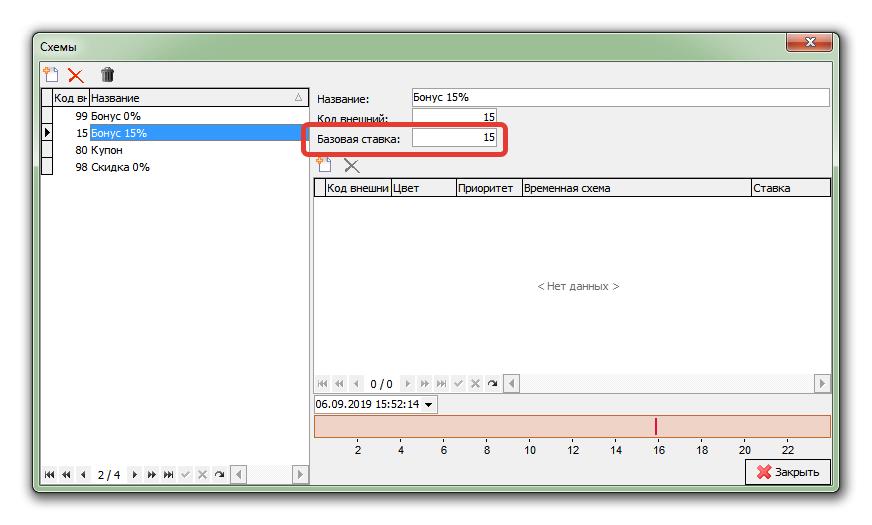 Схемы
Код вн Название
99 Бонус 0%
15 Бонус 15%
80 Купон
98 Скидка 0%
2 / 4
Название: Бонус 15%
Код внешний: 15
Базовая ставка: 15
Код внешни Цвет Приоритет Временная схема Ставка
< Нет данных >
0 / 0
06.09.2019 15:52:14
2 4 6 8 10 12 14 16 18 20 22
Закрыть